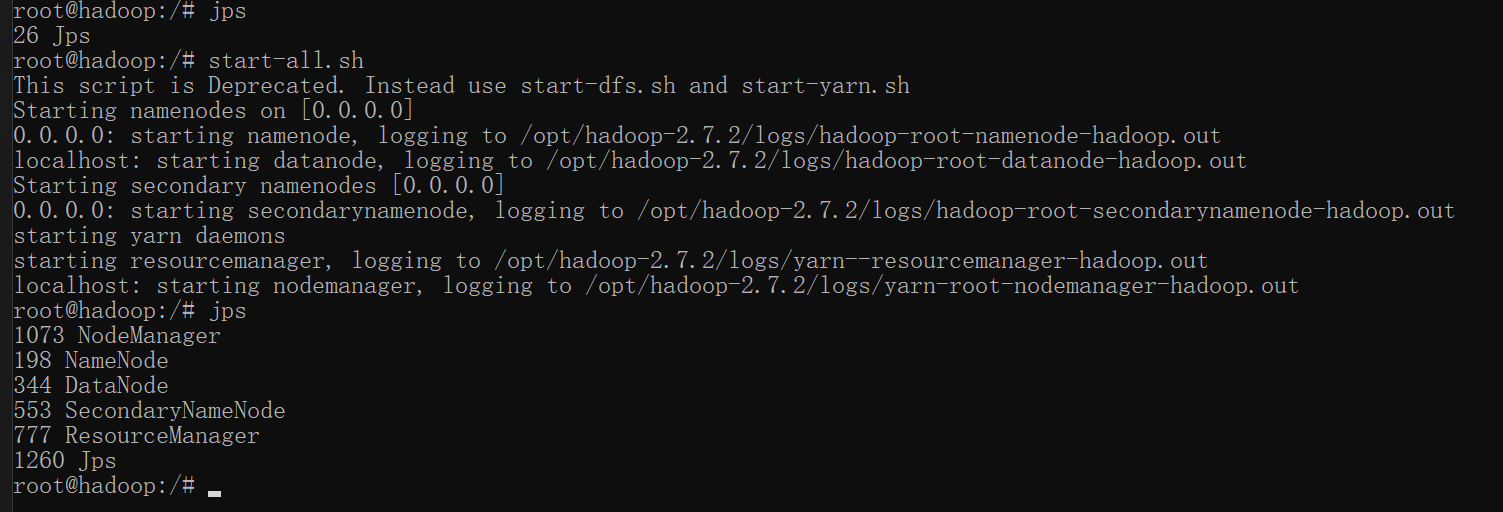 root@hadoop:/# jps
26 Jps
root@hadoop:/# start-all.sh
This script is Deprecated. Instead use start-dfs.sh and start-yarn.sh
Starting namenodes on [0.0.0.0]
0.0.0.0: starting namenode, logging to /opt/hadoop-2.7.2/logs/hadoop-root-namenode-hadoop.out
localhost: starting datanode, logging to /opt/hadoop-2.7.2/logs/hadoop-root-datanode-hadoop.out
Starting secondary namenodes [0.0.0.0]
0.0.0.0: starting secondarynamenode, logging to /opt/hadoop-2.7.2/logs/hadoop-root-secondarynamenode-hadoop.out
starting yarn daemons
starting resourcemanager, logging to /opt/hadoop-2.7.2/logs/yarn--resourcemanager-hadoop.out
localhost: starting nodemanager, logging to /opt/hadoop-2.7.2/logs/yarn-root-nodemanager-hadoop.out
root@hadoop:/# jps
1073 NodeManager
198 NameNode
344 DataNode
553 SecondaryNameNode
777 ResourceManager
1260 Jps
root@hadoop:/#